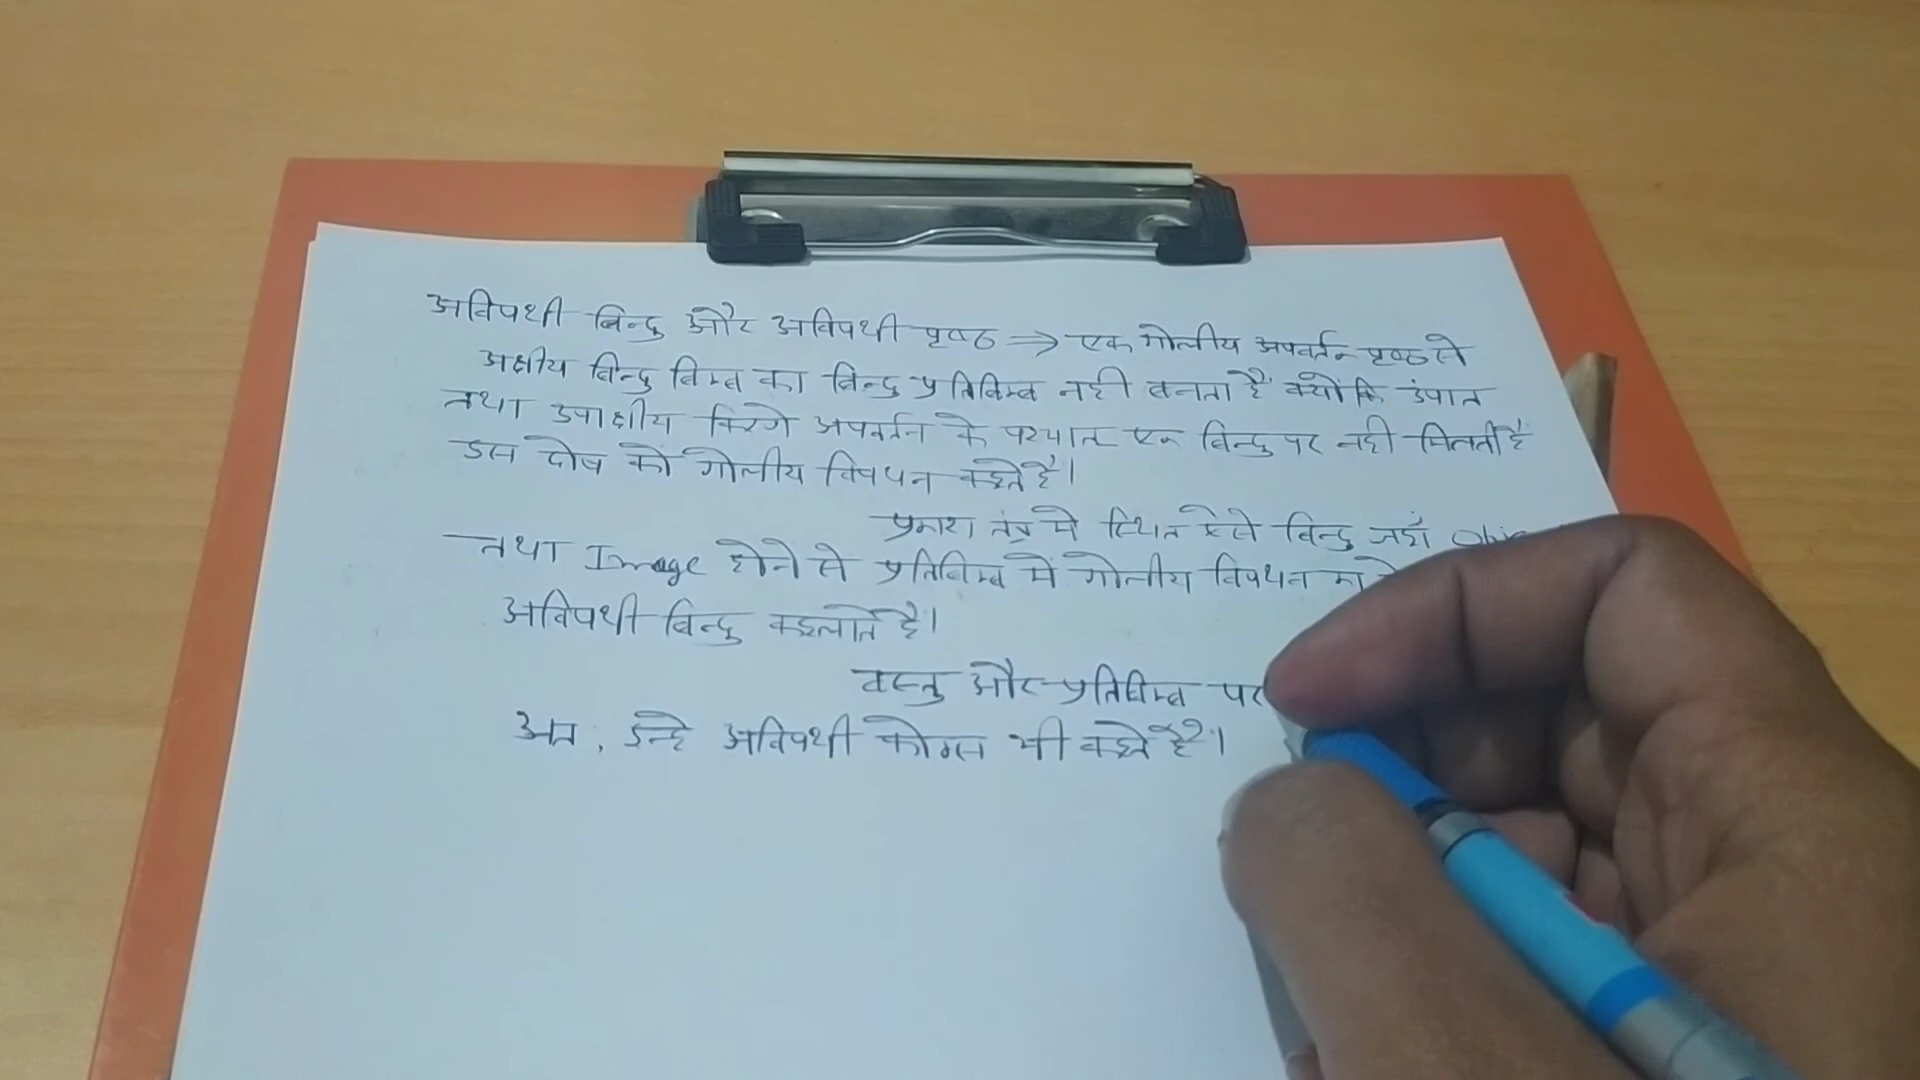 अविपथी बिन्दु और अविपथी पृष्ठ ⇒ एक गोलीय अपवर्तन पृष्ठ से
अक्षीय बिन्दु बिम्ब का बिन्दु प्रतिबिम्ब नही बनता है क्योकि उपांत
तथा उपाक्षीय किरणे अपवर्तन के पश्चात एक बिन्दु पर नही मिलती है
इस दोष को गोलीय विपथन कहते है।
प्रकाश तंत्र मे स्थित ऐसे बिन्दु जहाँ
तथा Image होने से प्रतिबिम्ब में गोलीय विपथन का
अविपथी बिन्दु कहलाते है।
वस्तु और प्रतिबिम्ब पर
अत: इन्हे अविपथी फोकस भी कहते है।